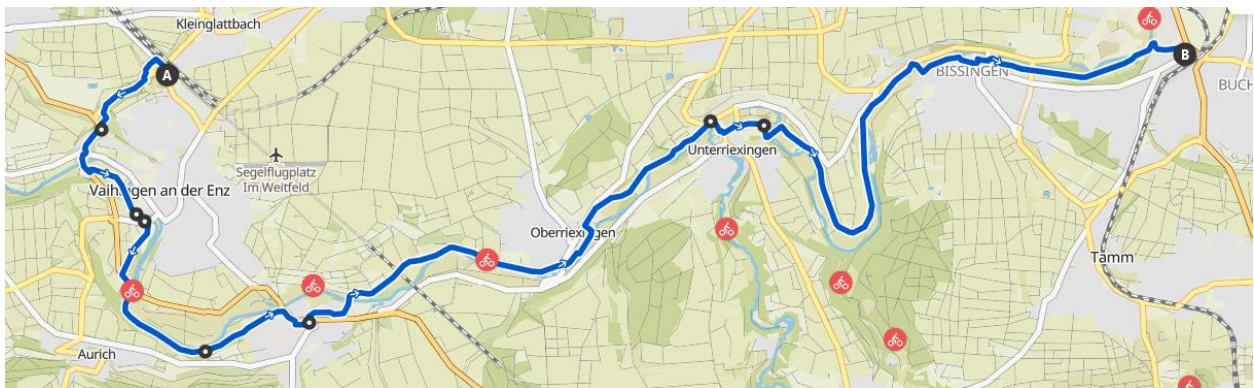 Kleinglattbach
A
B
BISSINGEN
BUCH
Unterriexingen
Segelflugplatz
Im Weitfeld
Vaihingen an der Enz
Oberriexingen
Tamm
Aurich